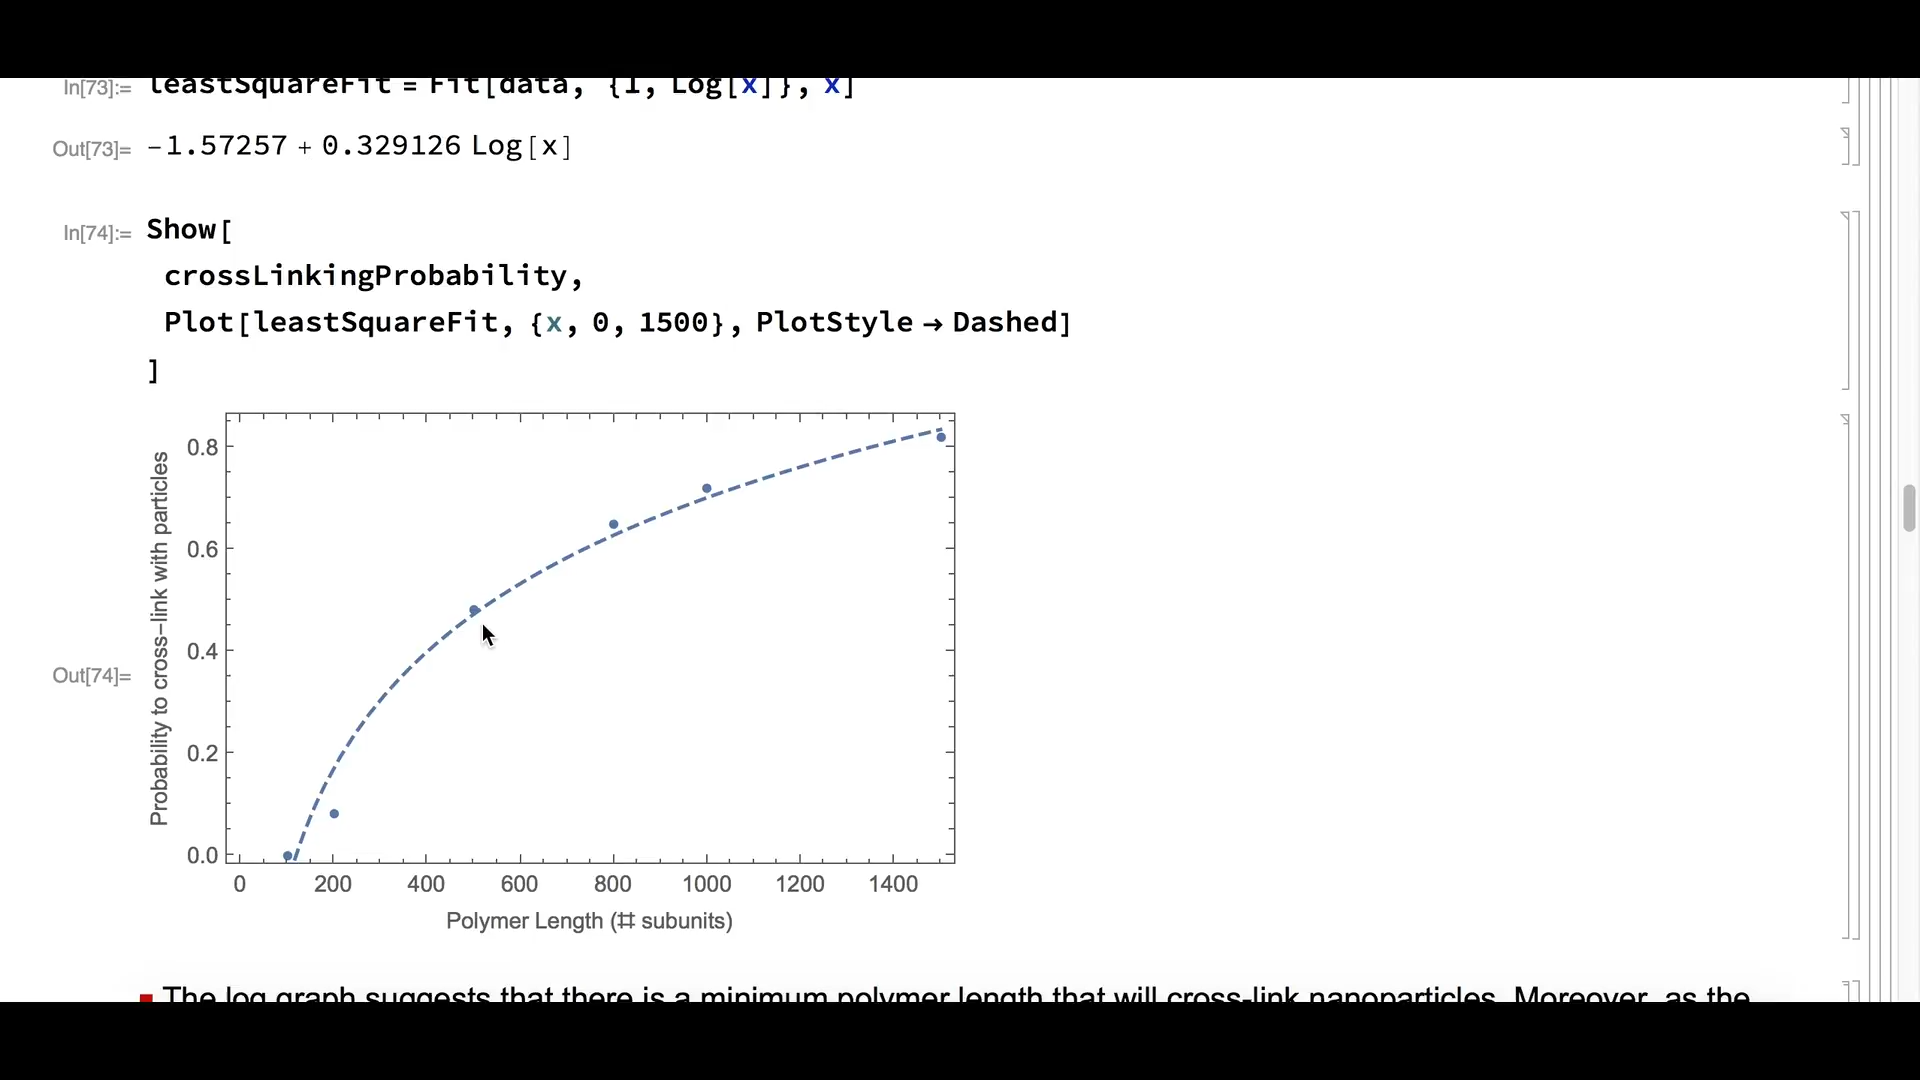 In[73]:= leastSquareFit = Fit[data, {1, Log[x]}, x]
Out[73]= -1.57257 + 0.329126 Log[x]
In[74]:= Show[
crossLinkingProbability,
Plot[leastSquareFit, {x, 0, 1500}, PlotStyle → Dashed]
]
Out[74]=
Probability to cross-link with particles
0.8
0.6
0.4
0.2
0.0
0 200 400 600 800 1000 1200 1400
Polymer Length (# subunits)
The log graph suggests that there is a minimum polymer length that will cross-link nanoparticles. Moreover, as the